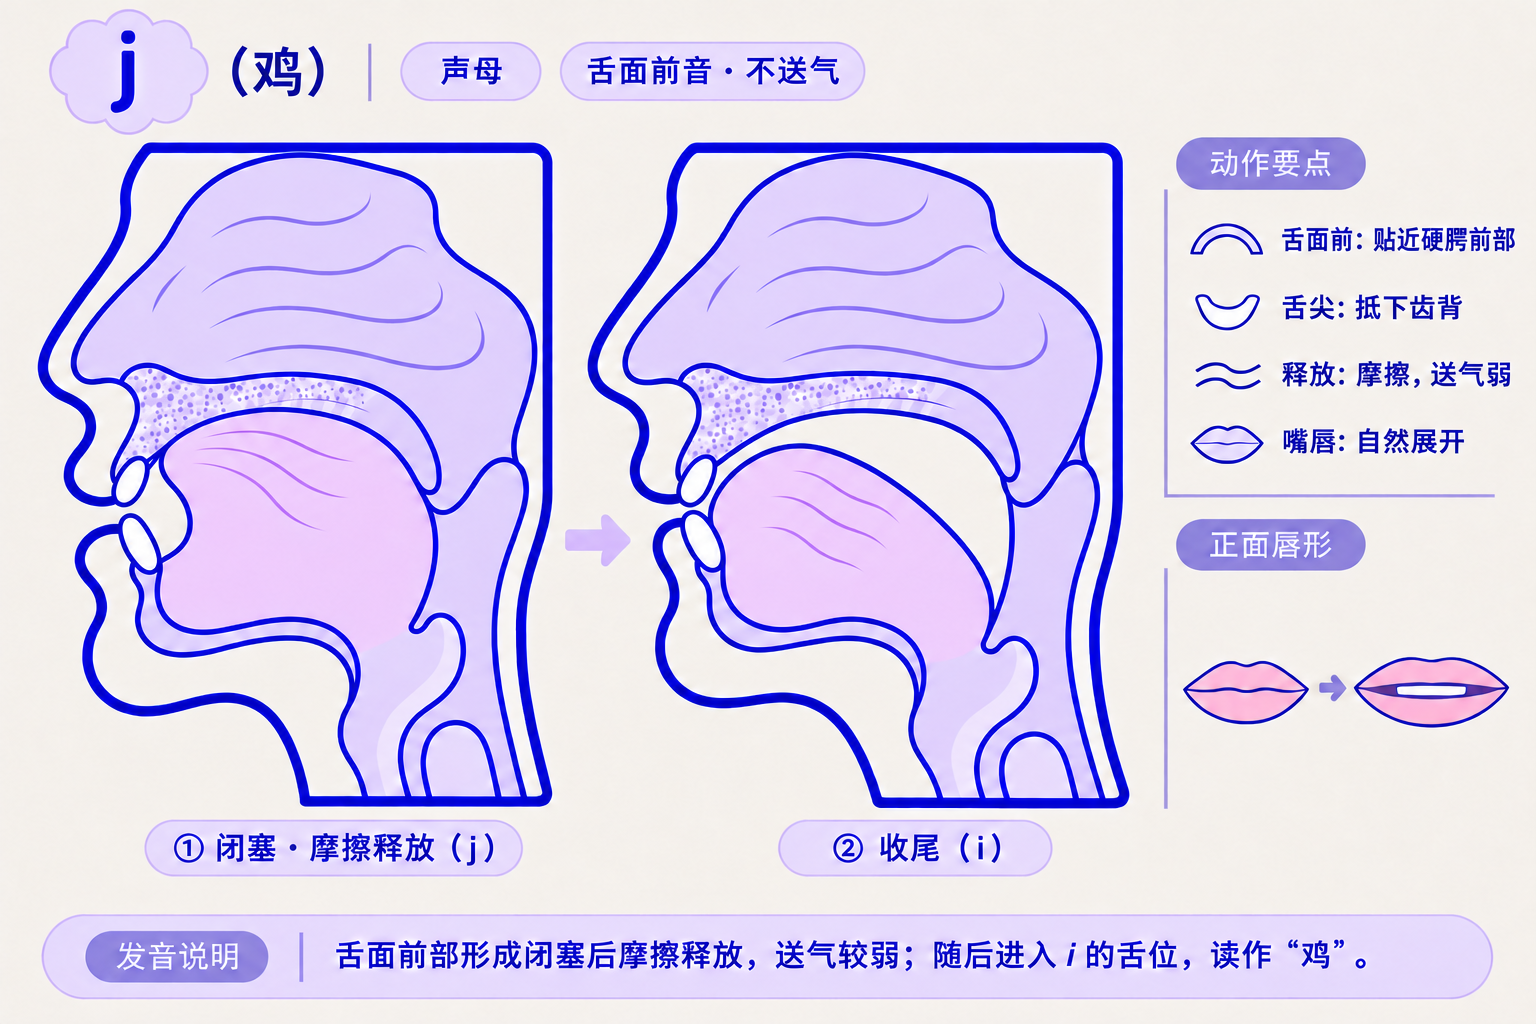 j （鸡） 声母 舌面前音·不送气
动作要点
舌面前：贴近硬腭前部
舌尖：抵下齿背
释放：摩擦，送气弱
嘴唇：自然展开
正面唇形
① 闭塞·摩擦释放（j）
② 收尾（i）
发音说明 舌面前部形成闭塞后摩擦释放，送气较弱；随后进入 i 的舌位，读作“鸡”。